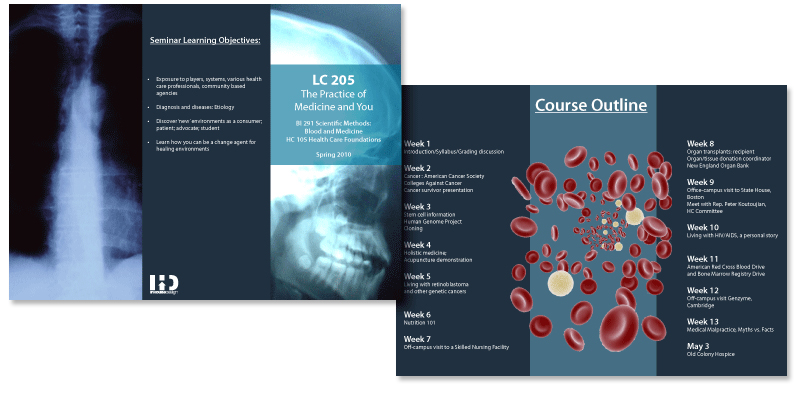 Seminar Learning Objectives:
• Exposure to players, systems, various health
care professionals, community based
agencies
• Diagnosis and diseases: Etiology
• Discover 'new' environments as a consumer;
patient; advocate; student
• Learn how you can be a change agent for
healing environments
LC 205
The Practice of
Medicine and You
BI 291 Scientific Methods:
Blood and Medicine
HC 105 Health Care Foundations
Spring 2010
Course Outline
Week 1
Introduction/Syllabus/Grading discussion
Week 2
Cancer: American Cancer Society
Colleges Against Cancer
Cancer survivor presentation
Week 3
Stem cell information
Human Genome Project
Cloning
Week 4
Holistic medicine;
Acupuncture demonstration
Week 5
Living with retinoblastoma
and other genetic cancers
Week 6
Nutrition 101
Week 7
Off-campus visit to a Skilled Nursing Facility
Week 8
Organ transplants: recipient
Organ/tissue donation coordinator
New England Organ Bank
Week 9
Office-campus visit to State House,
Boston
Meet with Rep. Peter Koutoujian,
HC Committee
Week 10
Living with HIV/AIDS, a personal story
Week 11
American Red Cross Blood Drive
and Bone Marrow Registry Drive
Week 12
Off-campus visit Genzyme,
Cambridge
Week 13
Medical Malpractice, Myths vs. Facts
May 3
Old Colony Hospice